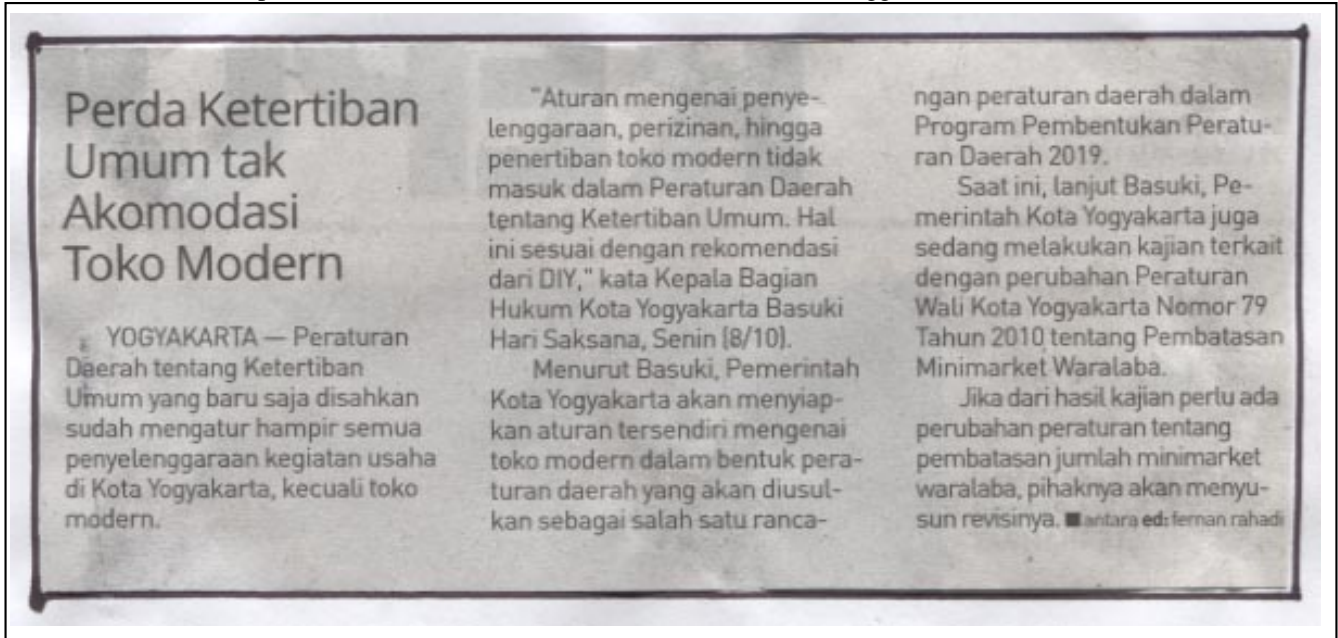 Perda Ketertiban
Umum tak
Akomodasi
Toko Modern
YOGYAKARTA — Peraturan
Daerah tentang Ketertiban
Umum yang baru saja disahkan
sudah mengatur hampir semua
penyelenggaraan kegiatan usaha
di Kota Yogyakarta, kecuali toko
modern.
"Aturan mengenai penye-
lenggaraan, perizinan, hingga
penertiban toko modern tidak
masuk dalam Peraturan Daerah
tentang Ketertiban Umum. Hal
ini sesuai dengan rekomendasi
dari DIY," kata Kepala Bagian
Hukum Kota Yogyakarta Basuki
Hari Saksana, Senin (8/10).
Menurut Basuki, Pemerintah
Kota Yogyakarta akan menyiap-
kan aturan tersendiri mengenai
toko modern dalam bentuk pera-
turan daerah yang akan diusul-
kan sebagai salah satu ranca-
ngan peraturan daerah dalam
Program Pembentukan Peratu-
ran Daerah 2019.
Saat ini, lanjut Basuki, Pe-
merintah Kota Yogyakarta juga
sedang melakukan kajian terkait
dengan perubahan Peraturan
Wali Kota Yogyakarta Nomor 79
Tahun 2010 tentang Pembatasan
Minimarket Waralaba.
Jika dari hasil kajian perlu ada
perubahan peraturan tentang
pembatasan jumlah minimarket
waralaba, pihaknya akan menyu-
sun revisinya. ■ antara ed: fernan rahadi